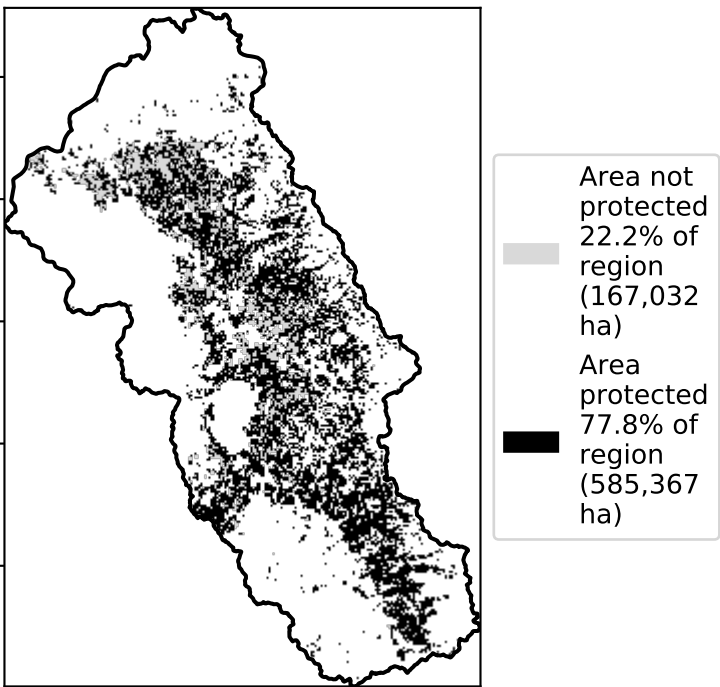 Area not
protected
22.2% of
region
(167,032
ha)
Area
protected
77.8% of
region
(585,367
ha)